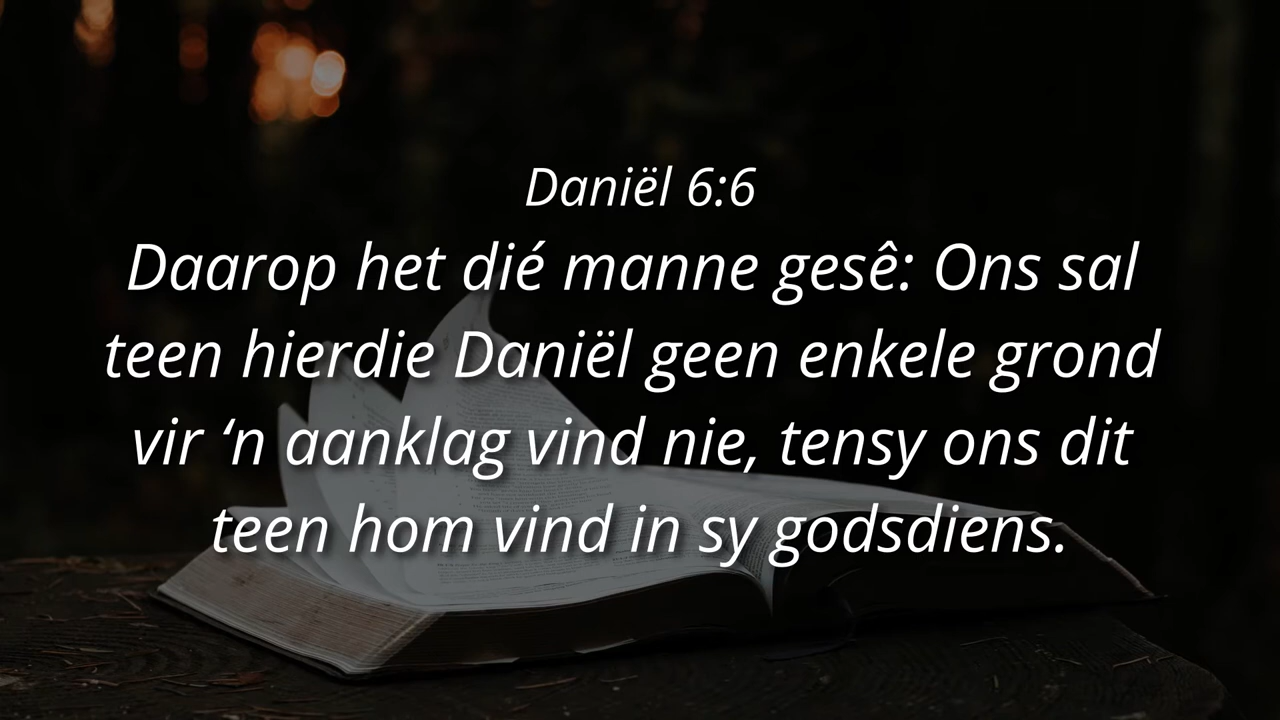 Daniël 6:6
Daarop het dié manne gesê: Ons sal
teen hierdie Daniël geen enkele grond
vir ‘n aanklag vind nie, tensy ons dit
teen hom vind in sy godsdiens.